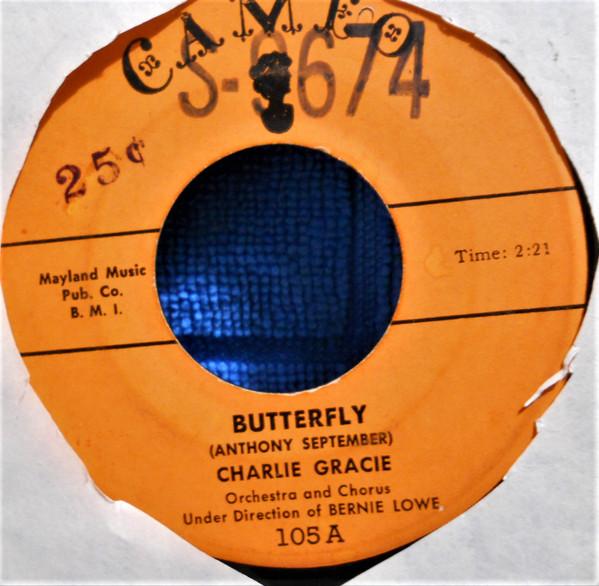 CAMEO
S-9674
25¢
Mayland Music
Pub. Co.
B. M. I.
Time: 2:21
BUTTERFLY
(ANTHONY SEPTEMBER)
CHARLIE GRACIE
Orchestra and Chorus
Under Direction of BERNIE LOWE
105 A